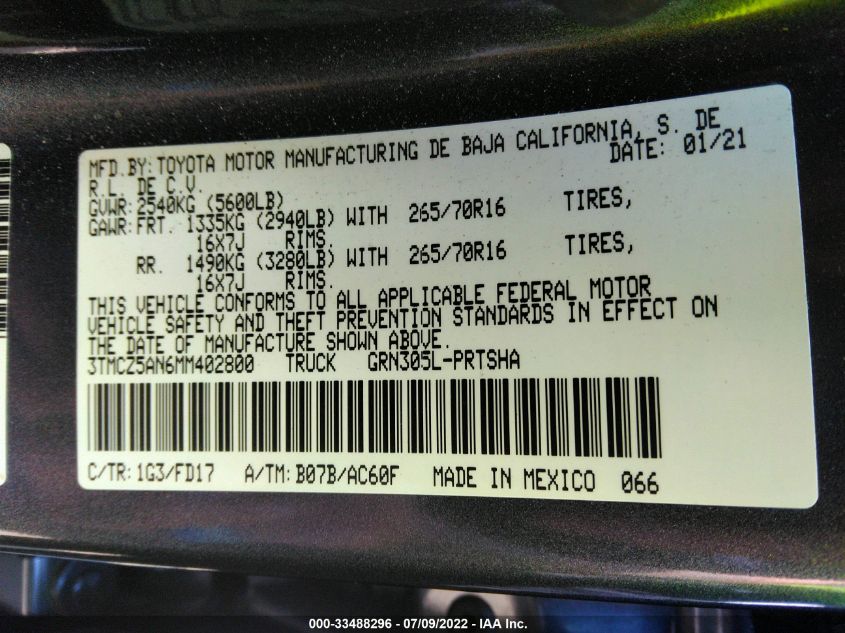 MFD.BY: TOYOTA MOTOR MANUFACTURING DE BAJA CALIFORNIA, S. DE
R.L. DE C.V. DATE: 01/21
GVWR: 2540KG (5600LB)
GAWR: FRT. 1335KG (2940LB) WITH 265/70R16 TIRES,
16X7J RIMS.
RR. 1490KG (3280LB) WITH 265/70R16 TIRES,
16X7J RIMS.
THIS VEHICLE CONFORMS TO ALL APPLICABLE FEDERAL MOTOR
VEHICLE SAFETY AND THEFT PREVENTION STANDARDS IN EFFECT ON
THE DATE OF MANUFACTURE SHOWN ABOVE.
3TMCZ5AN6MM402800 TRUCK GRN305L-PRTSHA
C/TR: 1G3/FD17 A/TM: B07B/AC60F MADE IN MEXICO 066
000-33488296 - 07/09/2022 - IAA Inc.